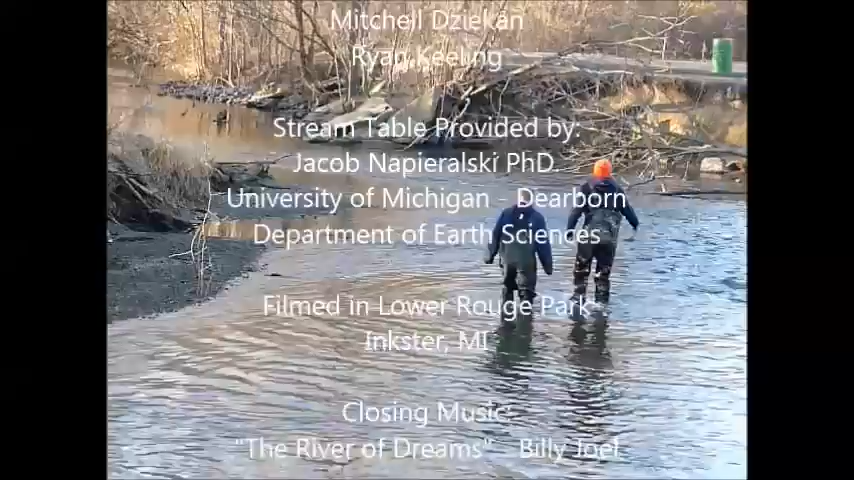 Mitchell Dziekan
Ryan Keeling
Stream Table Provided by:
Jacob Napieralski PhD.
University of Michigan - Dearborn
Department of Earth Sciences
Filmed in Lower Rouge Park
Inkster, MI
Closing Music:
"The River of Dreams" - Billy Joel